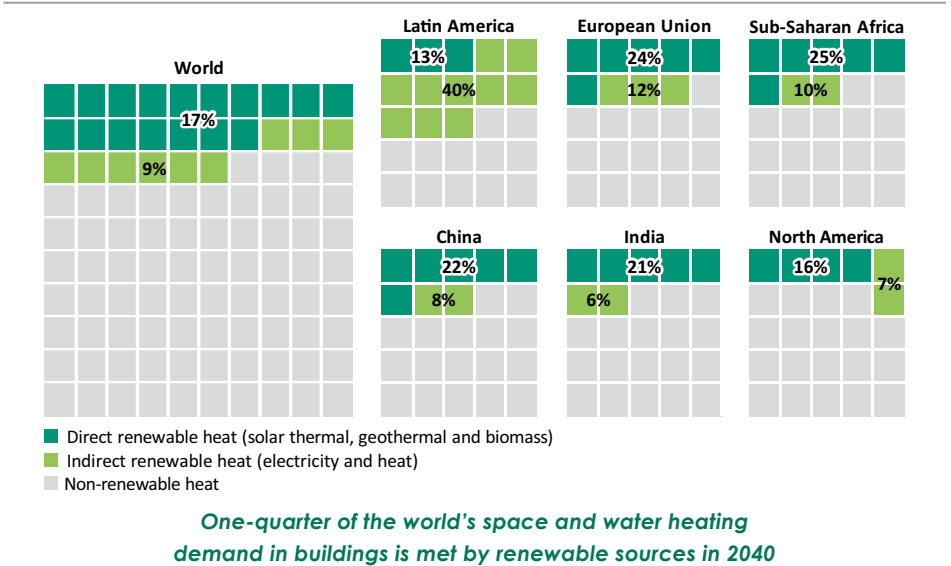 World
17%
9%
Latin America
13%
40%
European Union
24%
12%
Sub-Saharan Africa
25%
10%
China
22%
8%
India
21%
6%
North America
16%
7%
Direct renewable heat (solar thermal, geothermal and biomass)
Indirect renewable heat (electricity and heat)
Non-renewable heat
One-quarter of the world's space and water heating
demand in buildings is met by renewable sources in 2040